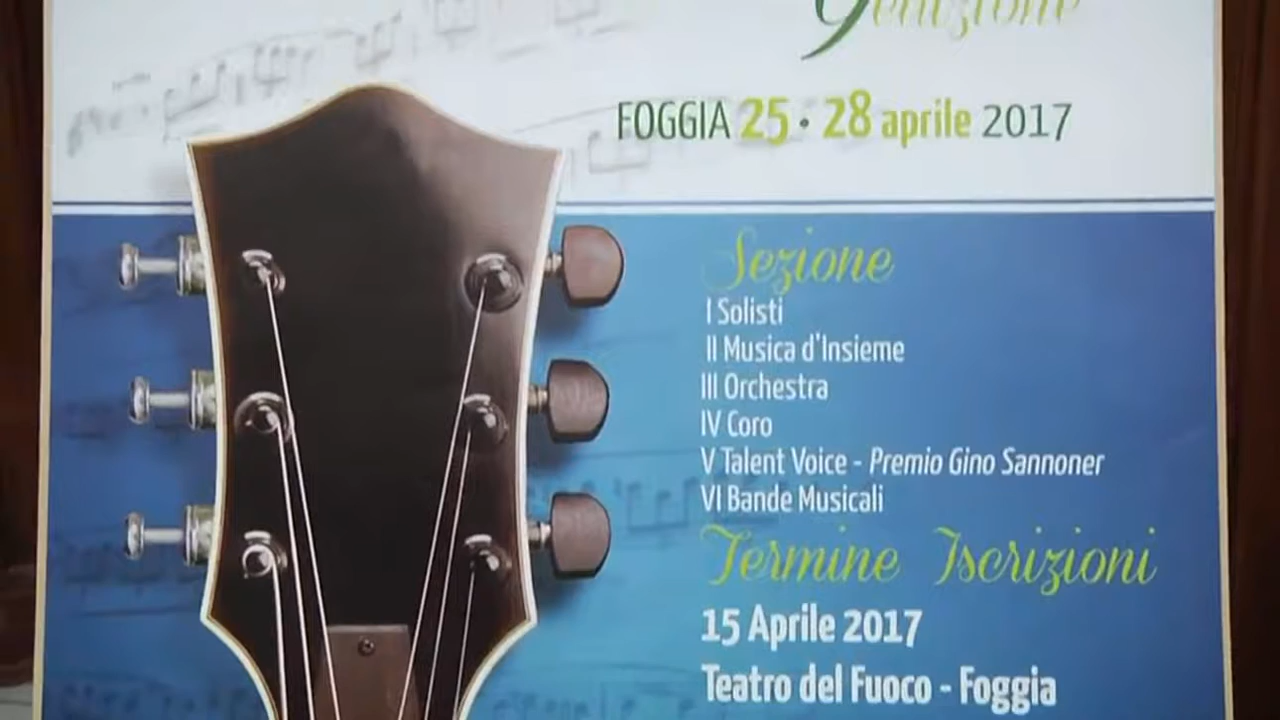 FOGGIA 25 • 28 aprile 2017
Sezione
I Solisti
II Musica d'Insieme
III Orchestra
IV Coro
V Talent Voice - Premio Gino Sannoner
VI Bande Musicali
Termine Iscrizioni
15 Aprile 2017
Teatro del Fuoco - Foggia